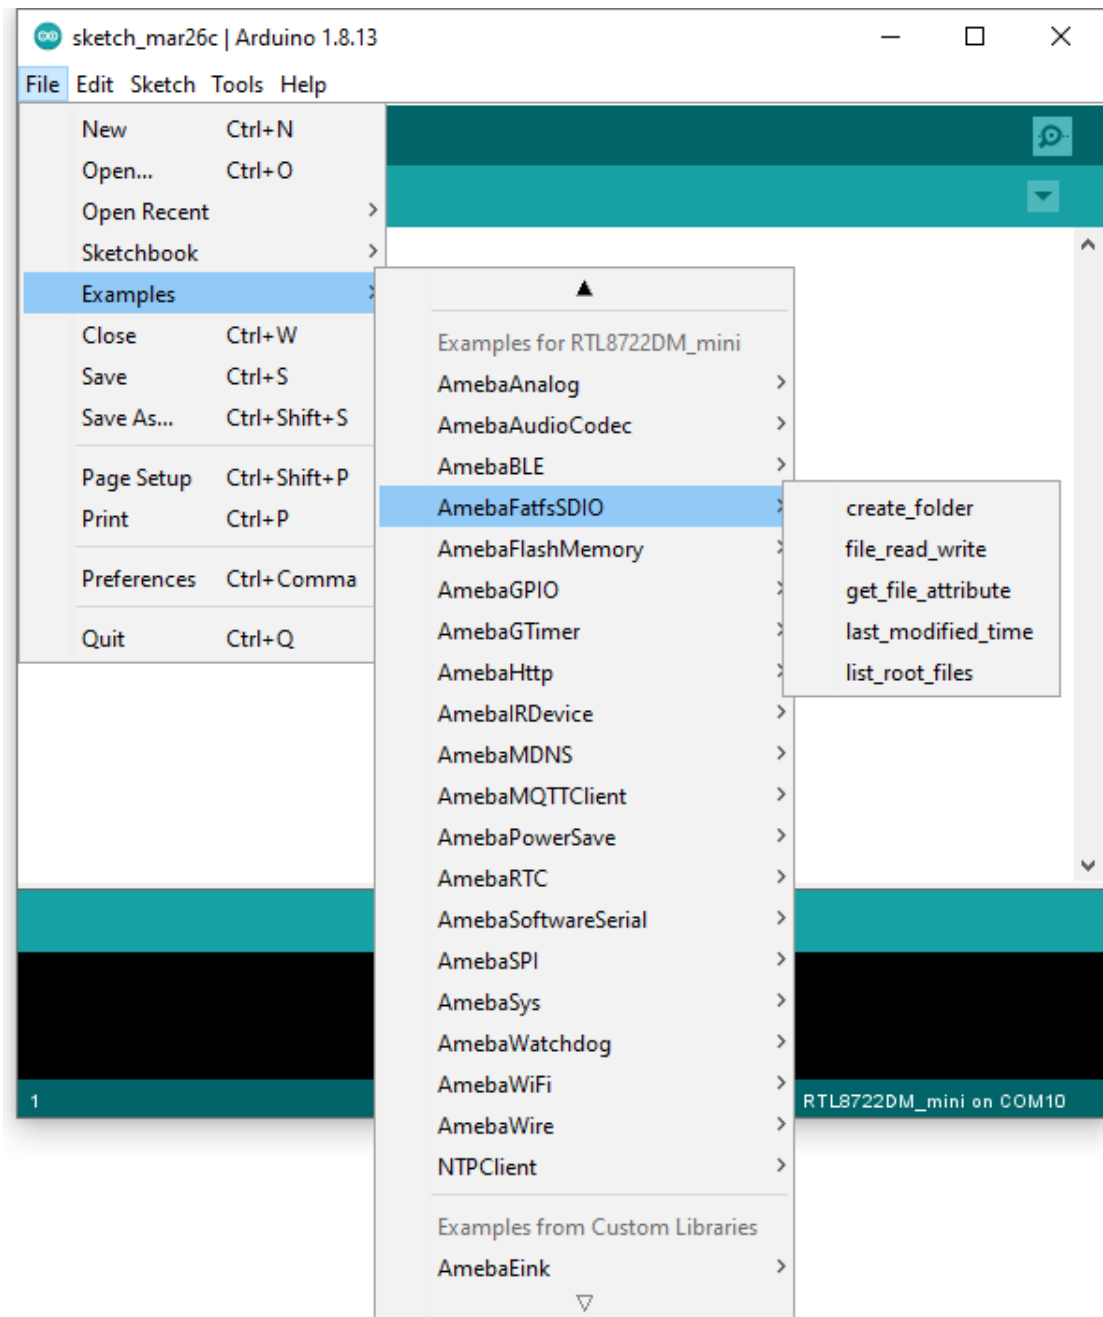 sketch_mar26c | Arduino 1.8.13
File Edit Sketch Tools Help
New Ctrl+N
Open... Ctrl+O
Open Recent
Sketchbook
Examples
Close Ctrl+W
Save Ctrl+S
Save As... Ctrl+Shift+S
Page Setup Ctrl+Shift+P
Print Ctrl+P
Preferences Ctrl+Comma
Quit Ctrl+Q
Examples for RTL8722DM_mini
AmebaAnalog
AmebaAudioCodec
AmebaBLE
AmebaFatfsSDIO
AmebaFlashMemory
AmebaGPIO
AmebaGTimer
AmebaHttp
AmebaIRDevice
AmebaMDNS
AmebaMQTTClient
AmebaPowerSave
AmebaRTC
AmebaSoftwareSerial
AmebaSPI
AmebaSys
AmebaWatchdog
AmebaWiFi
AmebaWire
NTPClient
Examples from Custom Libraries
AmebaEink
create_folder
file_read_write
get_file_attribute
last_modified_time
list_root_files
1
RTL8722DM_mini on COM10